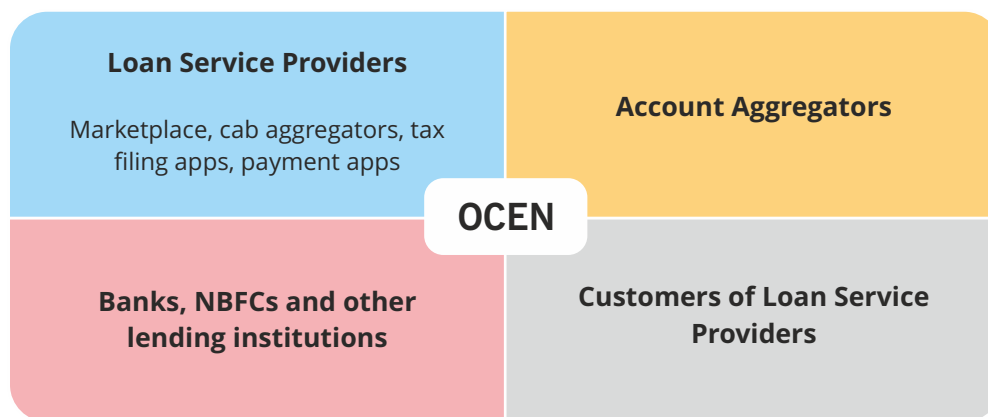 Loan Service Providers
Marketplace, cab aggregators, tax
filing apps, payment apps
Account Aggregators
OCEN
Banks, NBFCs and other
lending institutions
Customers of Loan Service
Providers